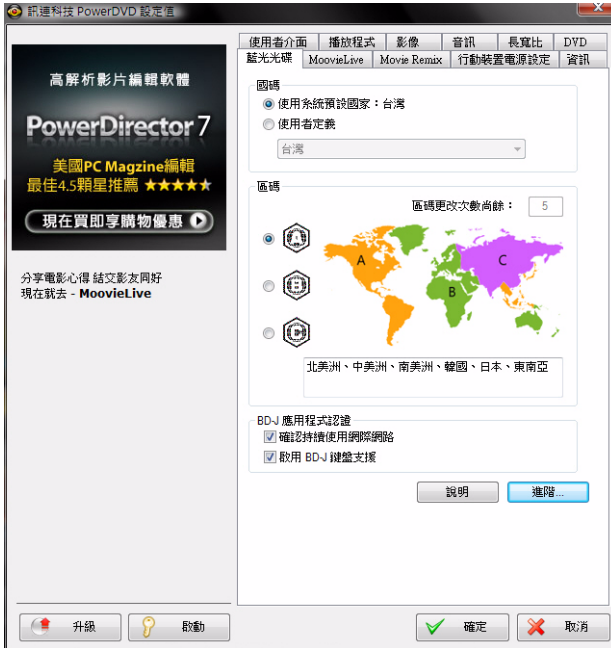 訊連科技 PowerDVD 設定值
高解析影片編輯軟體
PowerDirector 7
美國PC Magzine編輯
最佳4.5顆星推薦 ★★★★★
現在買即享購物優惠
分享電影心得 結交影友同好
現在就去 - MoovieLive
使用者介面 播放程式 影像 音訊 長寬比 DVD
藍光光碟 MoovieLive Movie Remix 行動裝置電源設定 資訊
國碼
使用系統預設國家：台灣
使用者定義
台灣
區碼
區碼更改次數尚餘： 5
A
B
C
A B C
北美洲、中美洲、南美洲、韓國、日本、東南亞
BD-J 應用程式認證
確認持續使用網際網路
啟用 BD-J 鍵盤支援
說明 進階...
升級 啟動 確定 取消